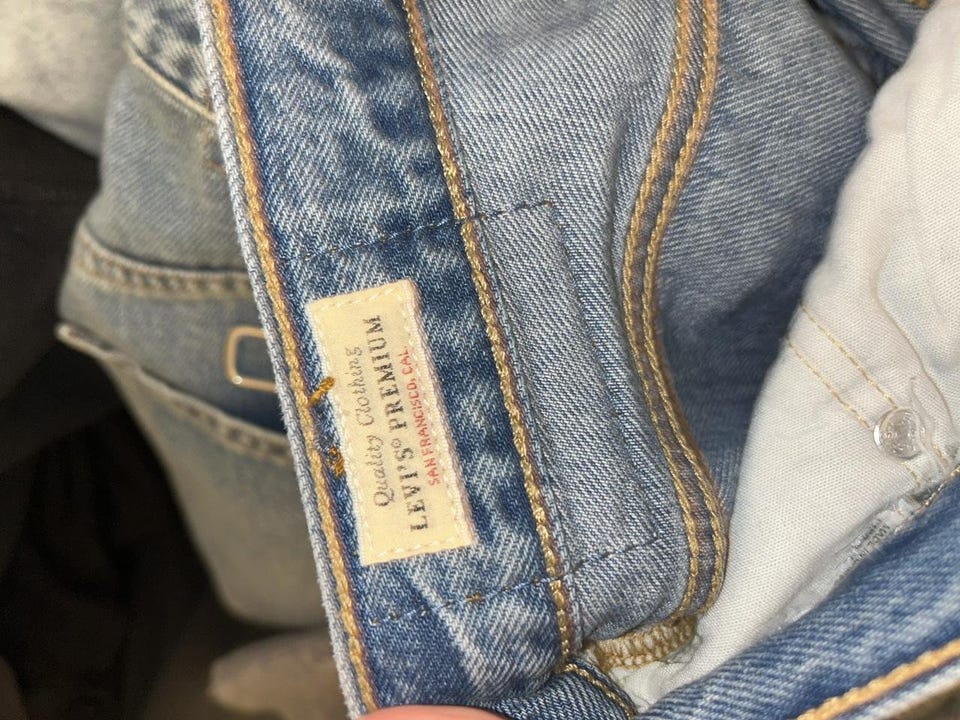 Quality Clothing
LEVI'S® PREMIUM
SAN FRANCISCO, CAL